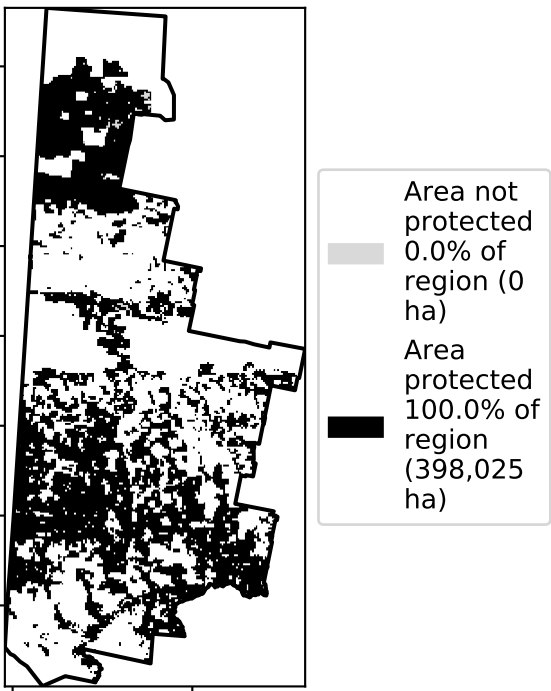 Area not
protected
0.0% of
region (0
ha)
Area
protected
100.0% of
region
(398,025
ha)